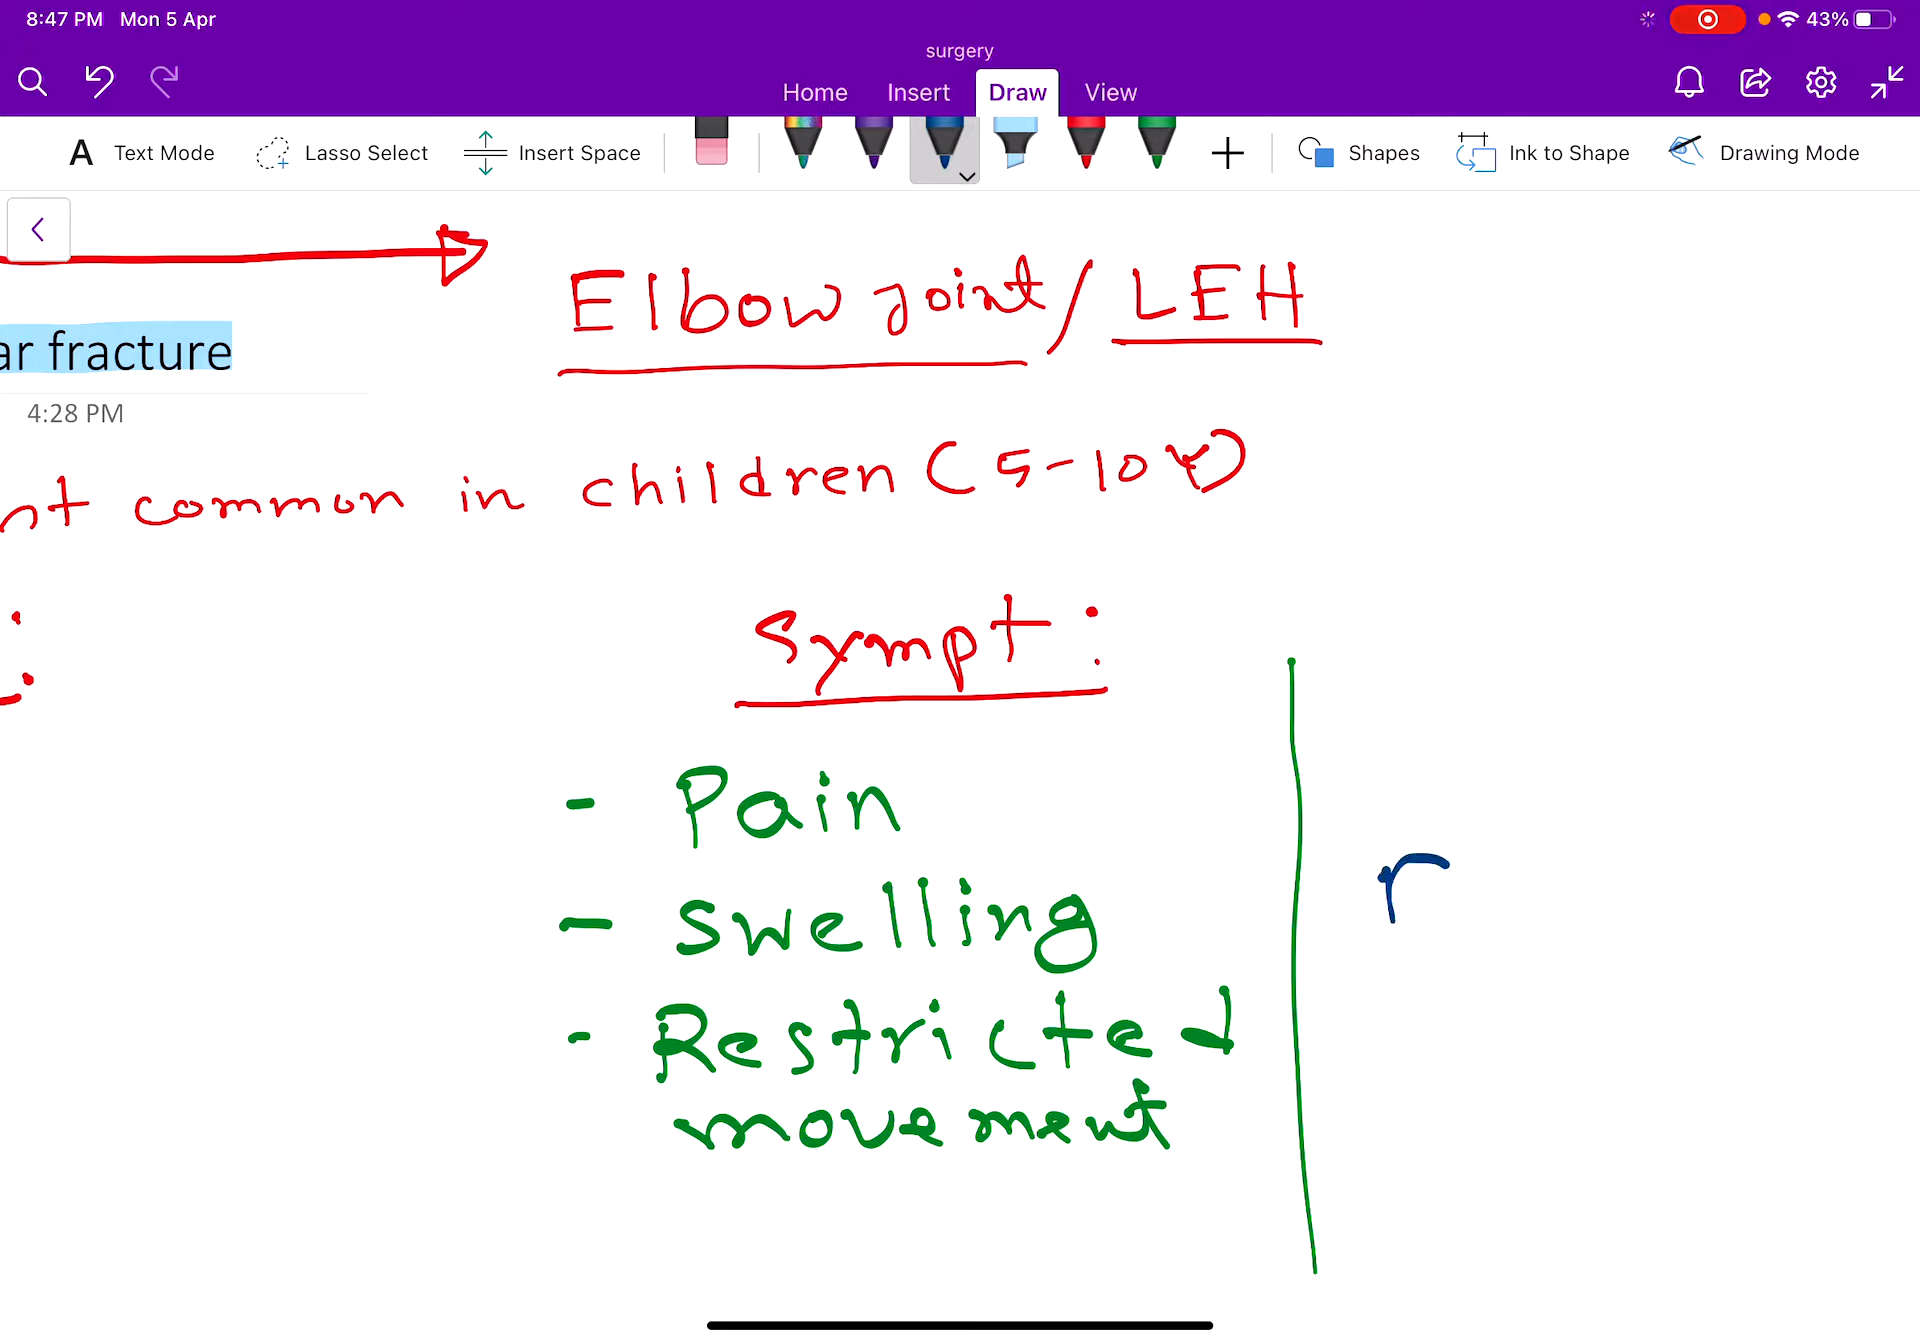 8:47 PM Mon 5 Apr
43%
surgery
Home Insert Draw View
A Text Mode Lasso Select Insert Space Shapes Ink to Shape Drawing Mode
Elbow joint / LEH
ar fracture
4:28 PM
nt common in children (5-10 Y)
Sympt :
- Pain
- Swelling
- Restricted
movement
r